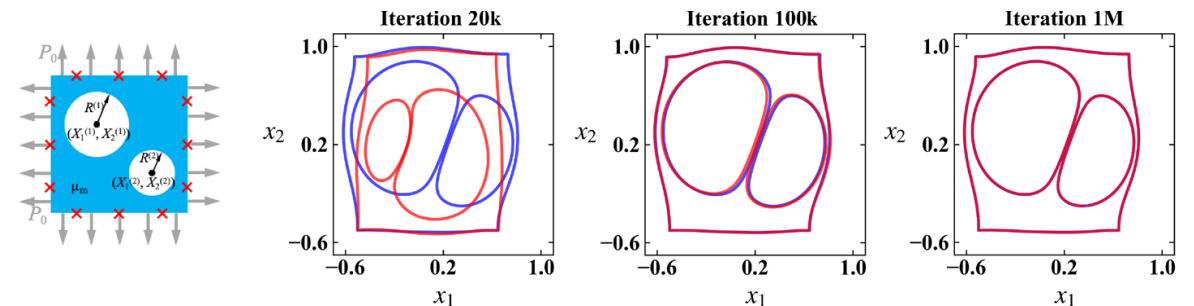 P₀
R⁽¹⁾
(X₁⁽¹⁾, X₂⁽¹⁾)
R⁽²⁾
(X₁⁽²⁾, X₂⁽²⁾)
μₘ
P₀
Iteration 20k
1.0
x₂
0.2
−0.6
−0.6 0.2 1.0
x₁
Iteration 100k
1.0
x₂
0.2
−0.6
−0.6 0.2 1.0
x₁
Iteration 1M
1.0
x₂
0.2
−0.6
−0.6 0.2 1.0
x₁